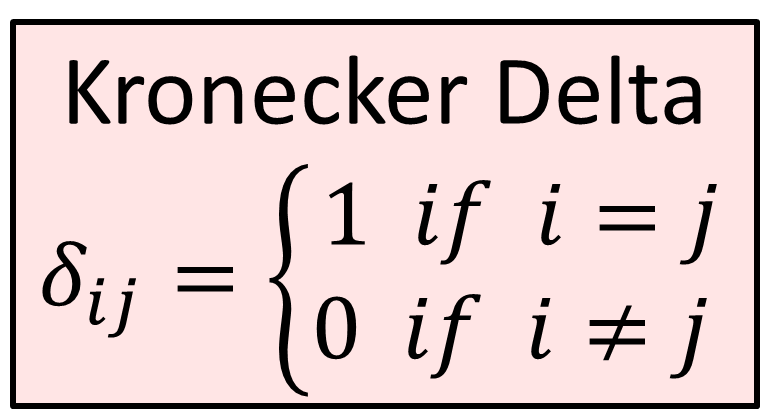 Kronecker Delta
δᵢⱼ = { 1 if i = j
0 if i ≠ j